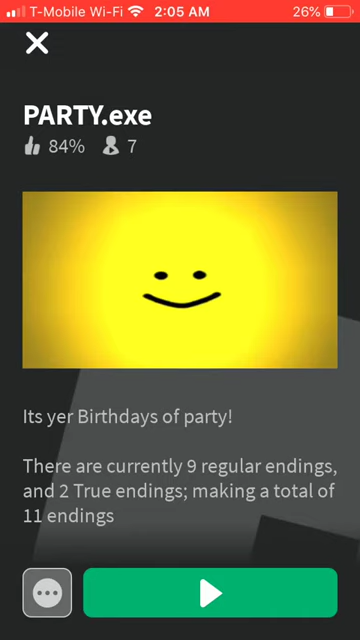 T-Mobile Wi-Fi 2:05 AM 26%
PARTY.exe
84% 7
Its yer Birthdays of party!
There are currently 9 regular endings,
and 2 True endings; making a total of
11 endings